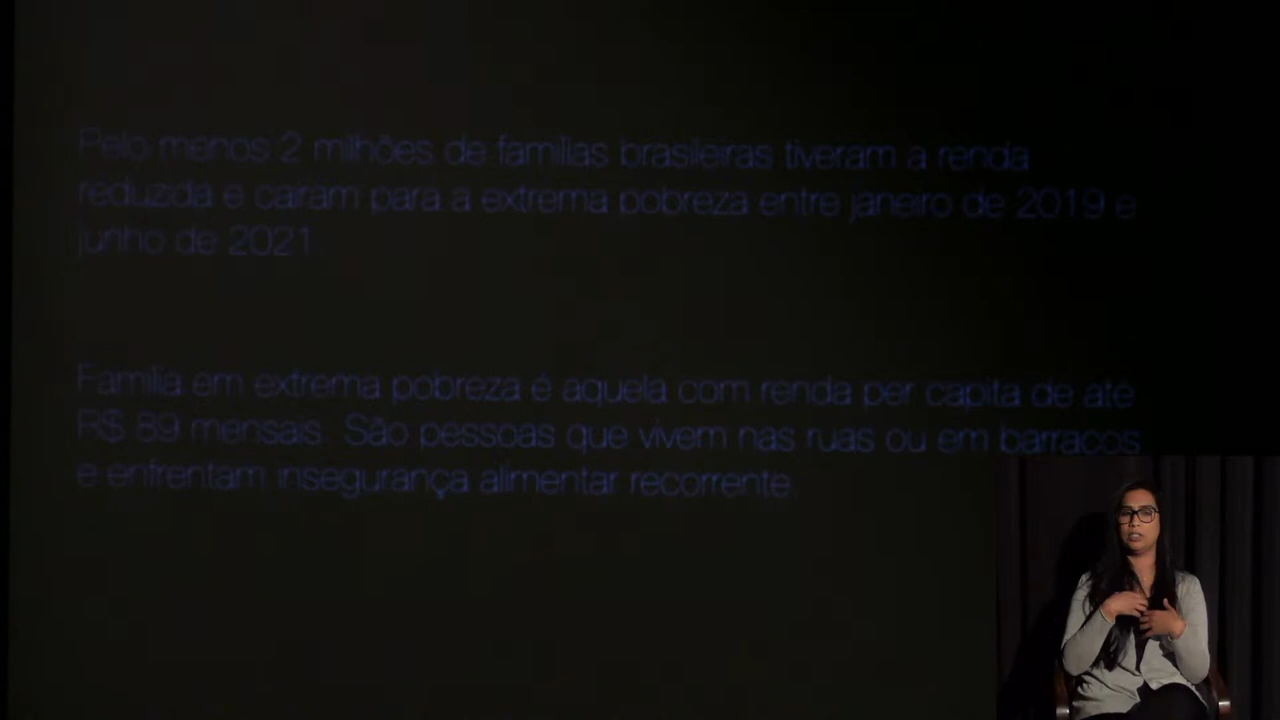 Pelo menos 2 milhões de famílias brasileiras tiveram a renda
reduzida e caíram para a extrema pobreza entre janeiro de 2019 e
junho de 2021.
Família em extrema pobreza é aquela com renda per capita de até
R$ 89 mensais. São pessoas que vivem nas ruas ou em barracos
e enfrentam insegurança alimentar recorrente.